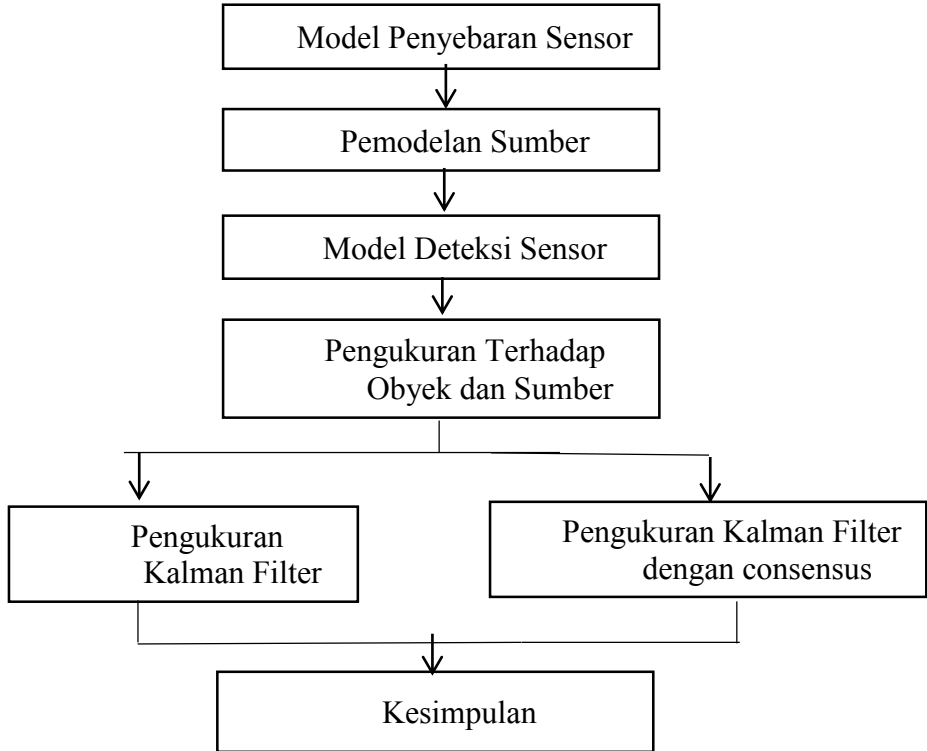 Model Penyebaran Sensor
Pemodelan Sumber
Model Deteksi Sensor
Pengukuran Terhadap
Obyek dan Sumber
Pengukuran
Kalman Filter
Pengukuran Kalman Filter
dengan consensus
Kesimpulan